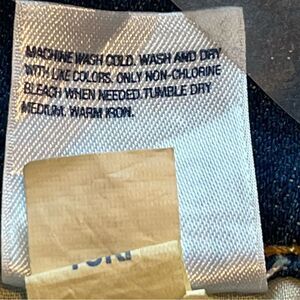 MACHINE WASH COLD. WASH AND DRY
WITH LIKE COLORS. ONLY NON-CHLORINE
BLEACH WHEN NEEDED.TUMBLE DRY
MEDIUM. WARM IRON.